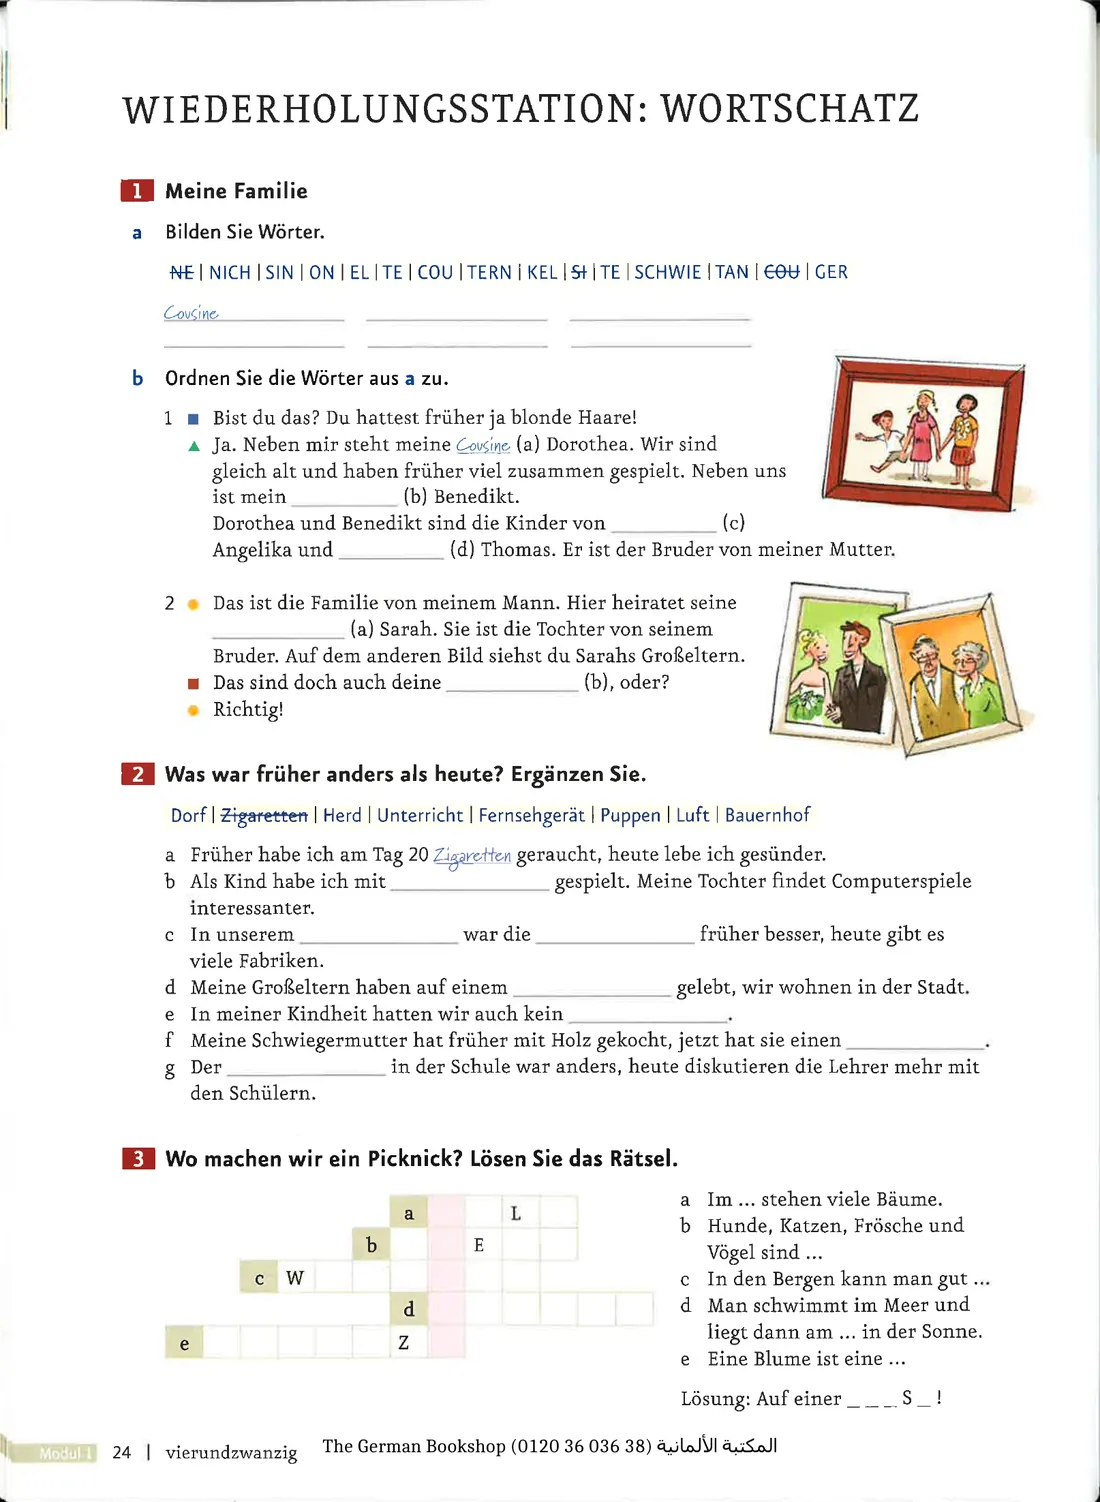 WIEDERHOLUNGSSTATION: WORTSCHATZ
1 Meine Familie
a Bilden Sie Wörter.
NE | NICH | SIN | ON | EL | TE | COU | TERN | KEL | SI | TE | SCHWIE | TAN | COU | GER
Cousine
b Ordnen Sie die Wörter aus a zu.
1 ■ Bist du das? Du hattest früher ja blonde Haare!
▲ Ja. Neben mir steht meine Cousine (a) Dorothea. Wir sind
gleich alt und haben früher viel zusammen gespielt. Neben uns
ist mein __________ (b) Benedikt.
Dorothea und Benedikt sind die Kinder von __________ (c)
Angelika und __________ (d) Thomas. Er ist der Bruder von meiner Mutter.
2 ● Das ist die Familie von meinem Mann. Hier heiratet seine
____________ (a) Sarah. Sie ist die Tochter von seinem
Bruder. Auf dem anderen Bild siehst du Sarahs Großeltern.
■ Das sind doch auch deine ____________ (b), oder?
● Richtig!
2 Was war früher anders als heute? Ergänzen Sie.
Dorf | Zigaretten | Herd | Unterricht | Fernsehgerät | Puppen | Luft | Bauernhof
a Früher habe ich am Tag 20 Zigaretten geraucht, heute lebe ich gesünder.
b Als Kind habe ich mit ______________ gespielt. Meine Tochter findet Computerspiele
interessanter.
c In unserem ______________ war die ______________ früher besser, heute gibt es
viele Fabriken.
d Meine Großeltern haben auf einem ______________ gelebt, wir wohnen in der Stadt.
e In meiner Kindheit hatten wir auch kein ______________.
f Meine Schwiegermutter hat früher mit Holz gekocht, jetzt hat sie einen ____________.
g Der ______________ in der Schule war anders, heute diskutieren die Lehrer mehr mit
den Schülern.
3 Wo machen wir ein Picknick? Lösen Sie das Rätsel.
a L
b E
c W
d
e Z
a Im ... stehen viele Bäume.
b Hunde, Katzen, Frösche und
Vögel sind ...
c In den Bergen kann man gut ...
d Man schwimmt im Meer und
liegt dann am ... in der Sonne.
e Eine Blume ist eine ...
Lösung: Auf einer _ _ _ S _ !
Modul 1 24 | vierundzwanzig The German Bookshop (0120 36 036 38) المكتبة الألمانية